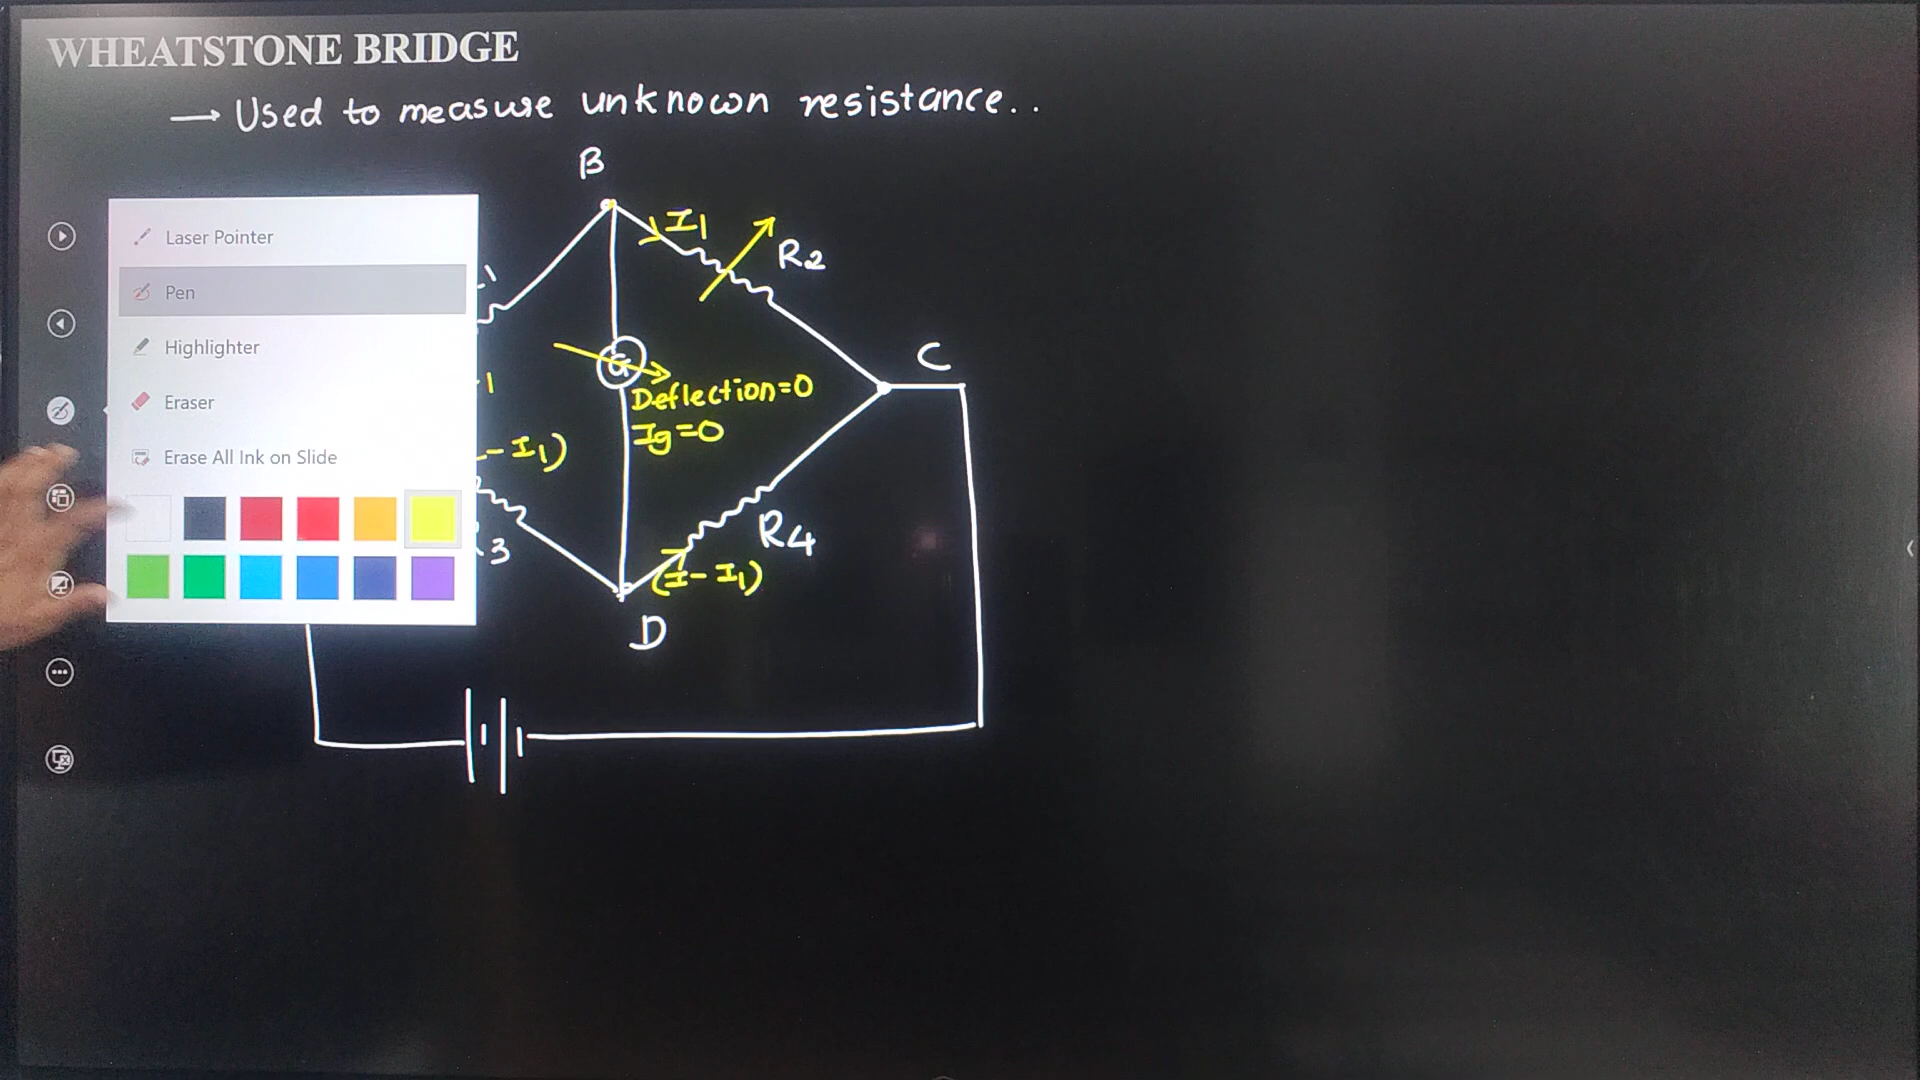 WHEATSTONE BRIDGE
→ Used to measure unknown resistance..
B
Laser Pointer
Pen
Highlighter
Eraser
Erase All Ink on Slide
I1
R2
C
G
Deflection=0
Ig=0
1
- I1)
3
R4
(I- I1)
D